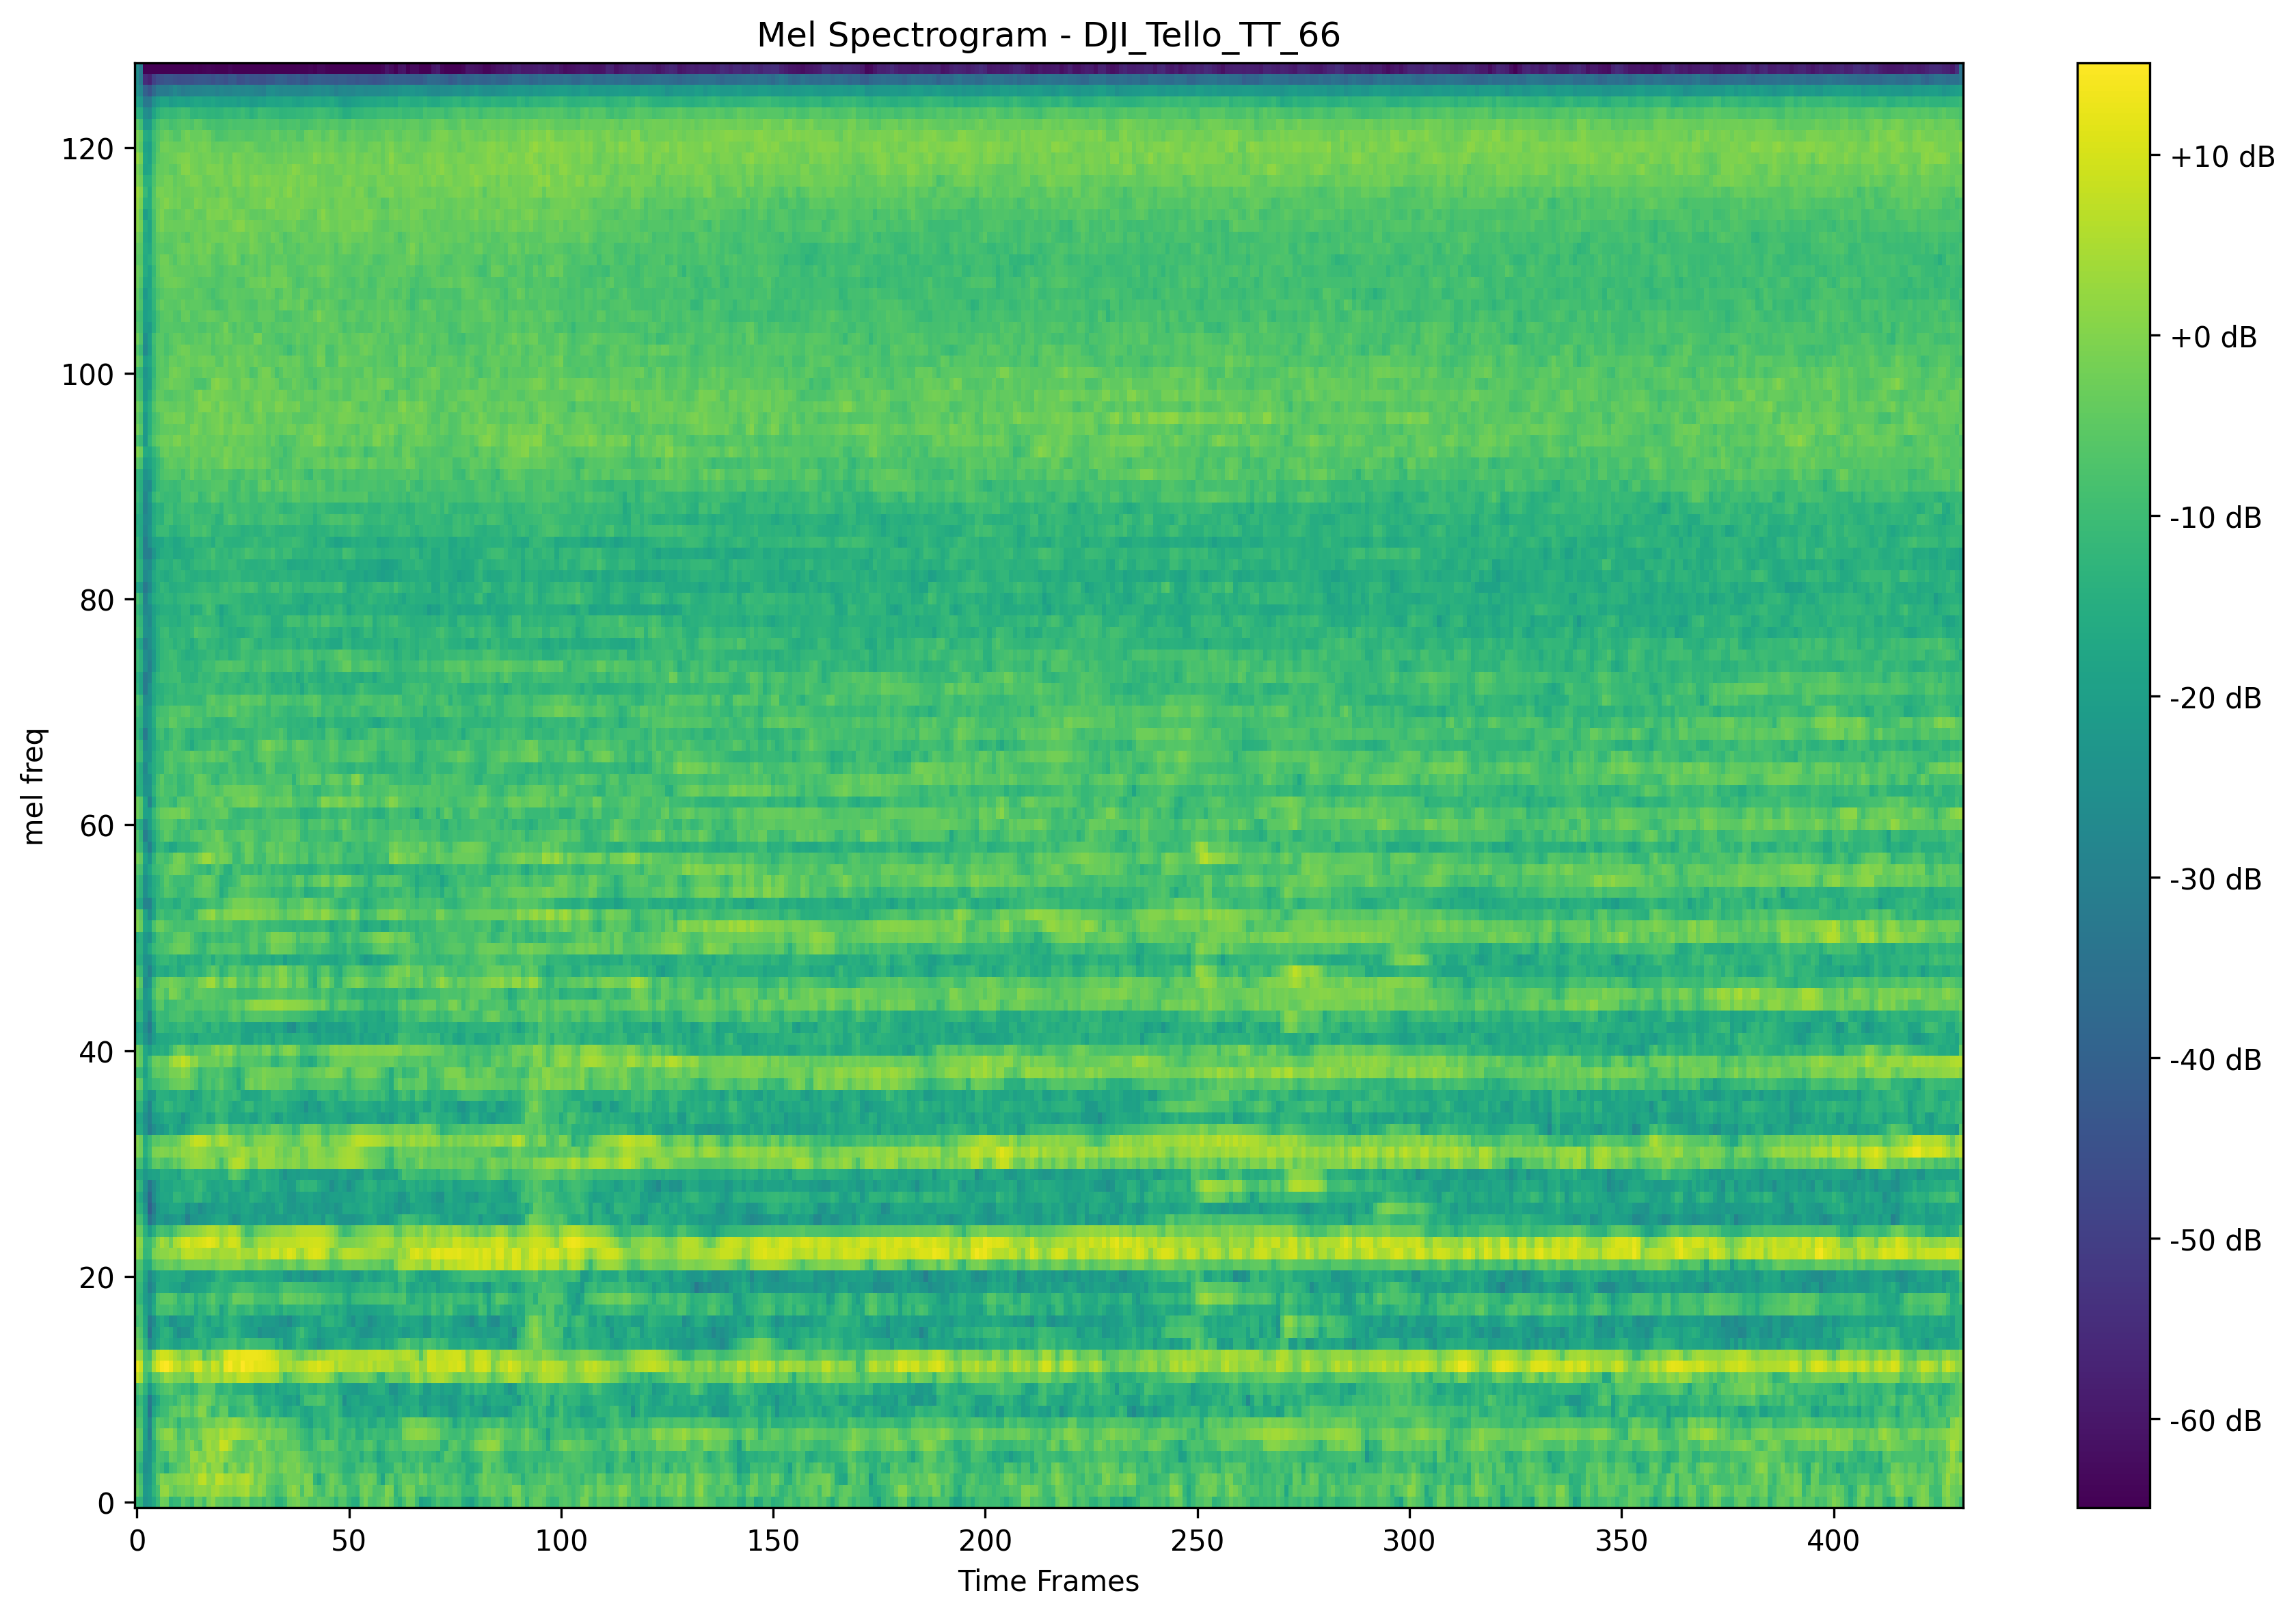 Mel Spectrogram - DJI_Tello_TT_66
mel freq
120
100
80
60
40
20
0
0 50 100 150 200 250 300 350 400
Time Frames
+10 dB
+0 dB
-10 dB
-20 dB
-30 dB
-40 dB
-50 dB
-60 dB